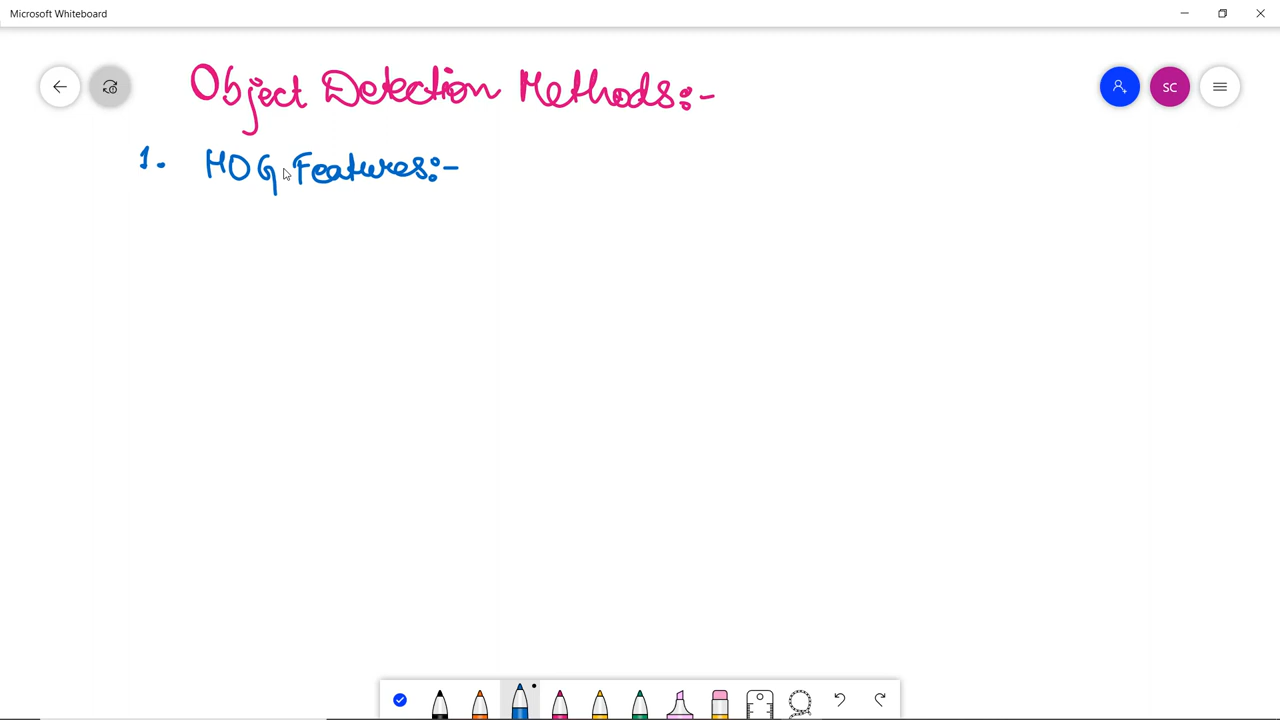 Microsoft Whiteboard
Object Detection Methods:-
SC
1. HOG Features:-